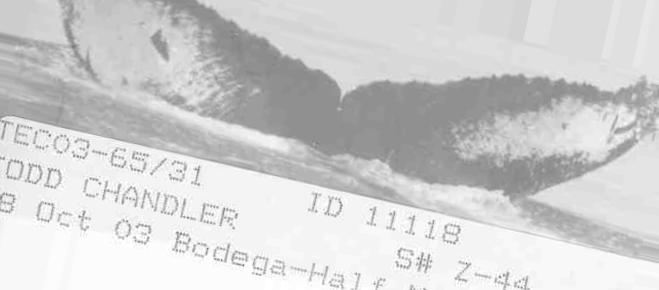 TEC03-65/31
TODD CHANDLER ID 11118
8 Oct 03 Bodega-Half S# Z-44